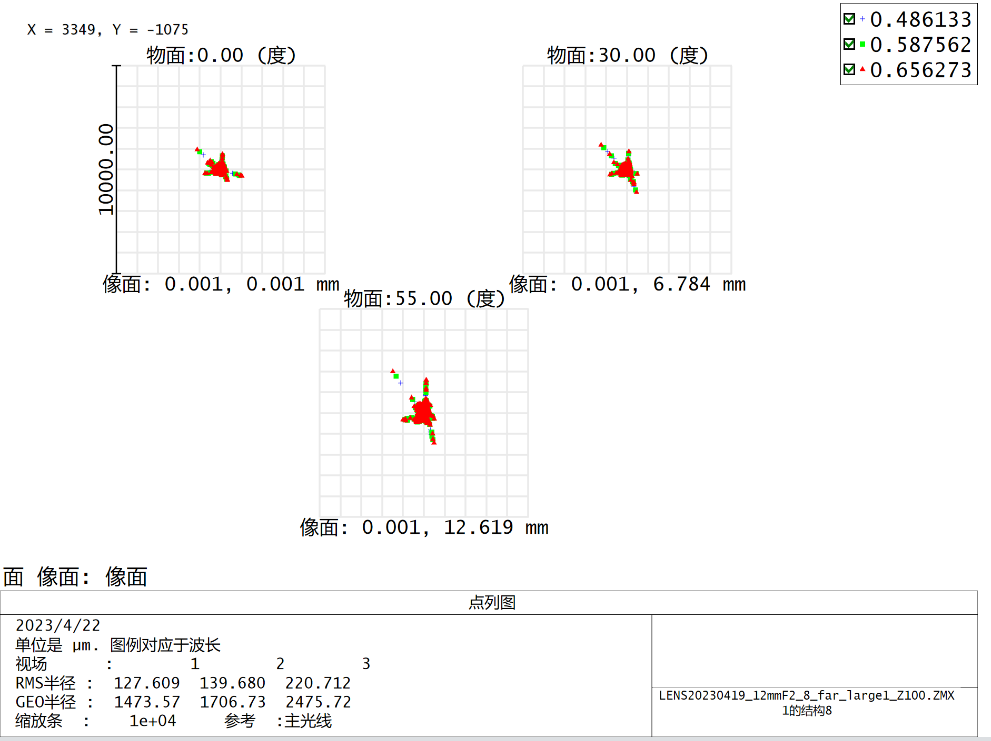 X = 3349, Y = -1075
0.486133
0.587562
0.656273
物面:0.00 (度)
物面:30.00 (度)
10000.00
像面: 0.001, 0.001 mm
像面: 0.001, 6.784 mm
物面:55.00 (度)
像面: 0.001, 12.619 mm
面 像面: 像面
点列图
2023/4/22
单位是 µm. 图例对应于波长
视场 : 1 2 3
RMS半径 : 127.609 139.680 220.712
GEO半径 : 1473.57 1706.73 2475.72
缩放条 : 1e+04 参考 :主光线
LENS20230419_12mmF2_8_far_large1_Z100.ZMX
1的结构8